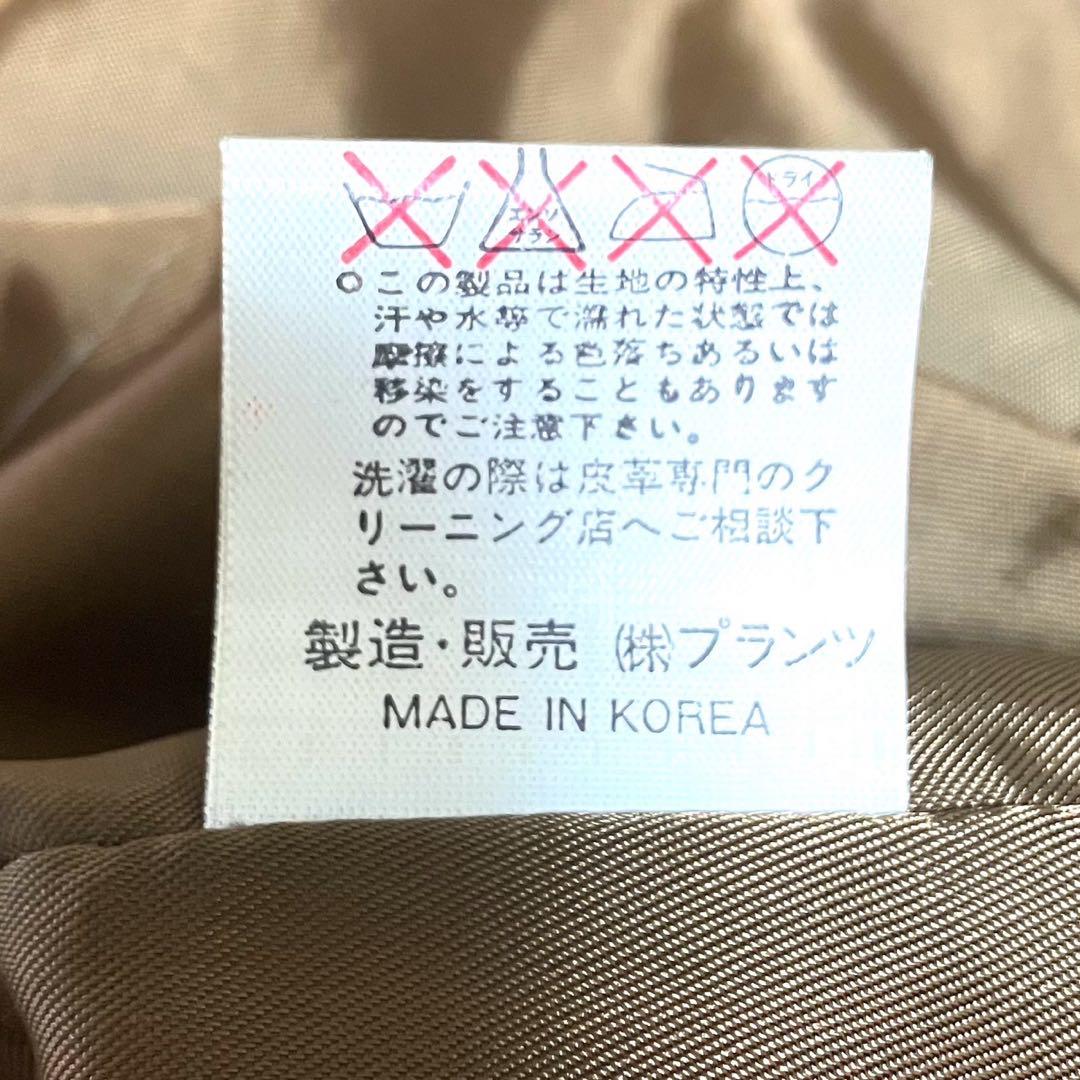 エンソ
サラン
ドライ
○この製品は生地の特性上、
汗や水等で濡れた状態では
摩擦による色落ちあるいは
移染をすることもあります
のでご注意下さい。
洗濯の際は皮革専門のク
リーニング店へご相談下
さい。
製造・販売 ㈱プランツ
MADE IN KOREA